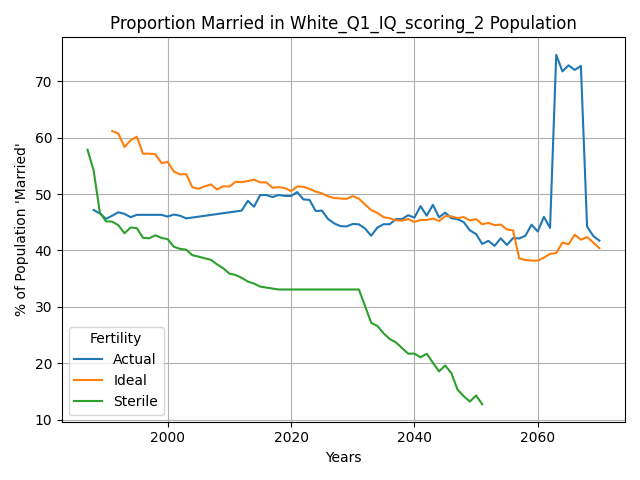 Proportion Married in White_Q1_IQ_scoring_2 Population
% of Population 'Married'
70
60
50
40
30
20
10
Fertility
Actual
Ideal
Sterile
2000
2020
2040
2060
Years